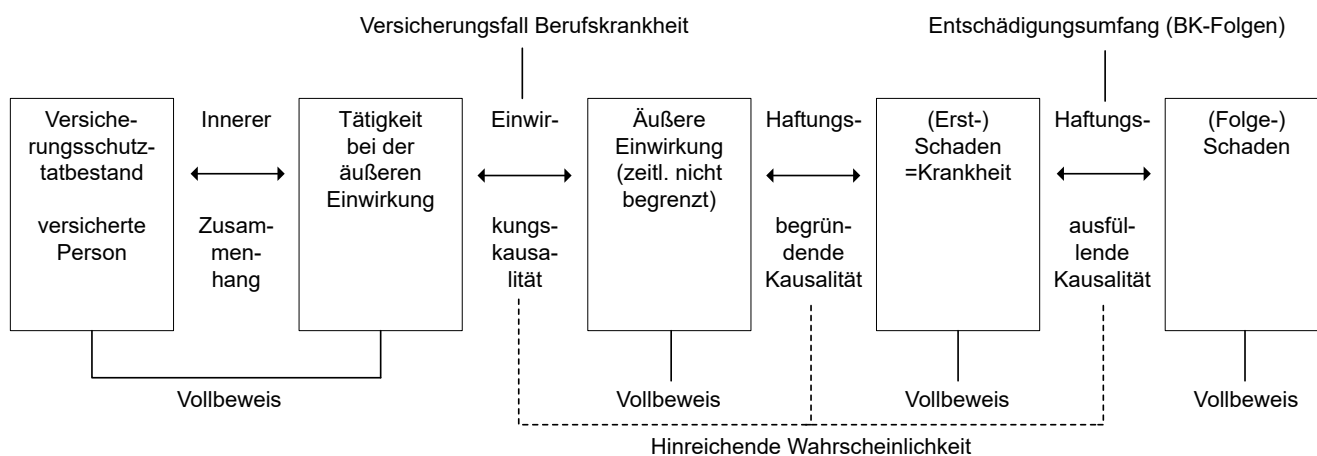 Versicherungsfall Berufskrankheit
Entschädigungsumfang (BK-Folgen)
Versiche-
rungsschutz-
tatbestand
versicherte
Person
Innerer
Zusam-
men-
hang
Tätigkeit
bei der
äußeren
Einwirkung
Einwir-
kungs-
kausa-
lität
Äußere
Einwirkung
(zeitl. nicht
begrenzt)
Haftungs-
begrün-
dende
Kausalität
(Erst-)
Schaden
=Krankheit
Haftungs-
ausfül-
lende
Kausalität
(Folge-)
Schaden
Vollbeweis
Vollbeweis
Vollbeweis
Vollbeweis
Hinreichende Wahrscheinlichkeit